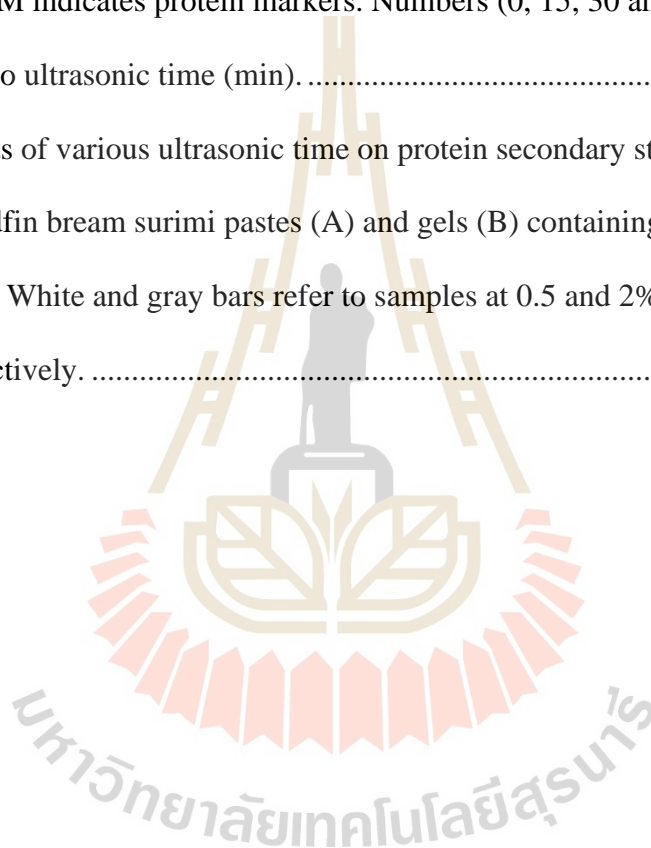 M indicates protein markers. Numbers (0, 15, 30 an
o ultrasonic time (min). ..........................................
ts of various ultrasonic time on protein secondary st
dfin bream surimi pastes (A) and gels (B) containing
White and gray bars refer to samples at 0.5 and 2%
ctively. .....................................................................
มหาวิทยาลัยเทคโนโลยีสุรนารี